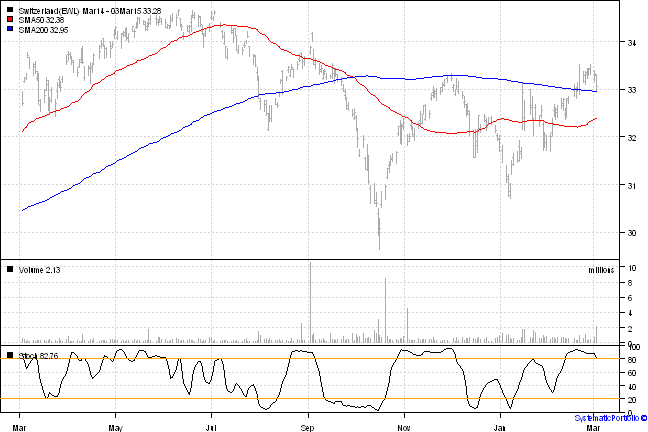 Switzerland(EWL) Mar14 - 03Mar15 33.28
SMA50 32.38
SMA200 32.95
34
33
32
31
30
Volume 2.13
millions
10
8
6
4
2
0
Stoch 82.76
100
80
60
40
20
0
Mar May Jul Sep Nov Jan Mar
SystematicPortfolio ©